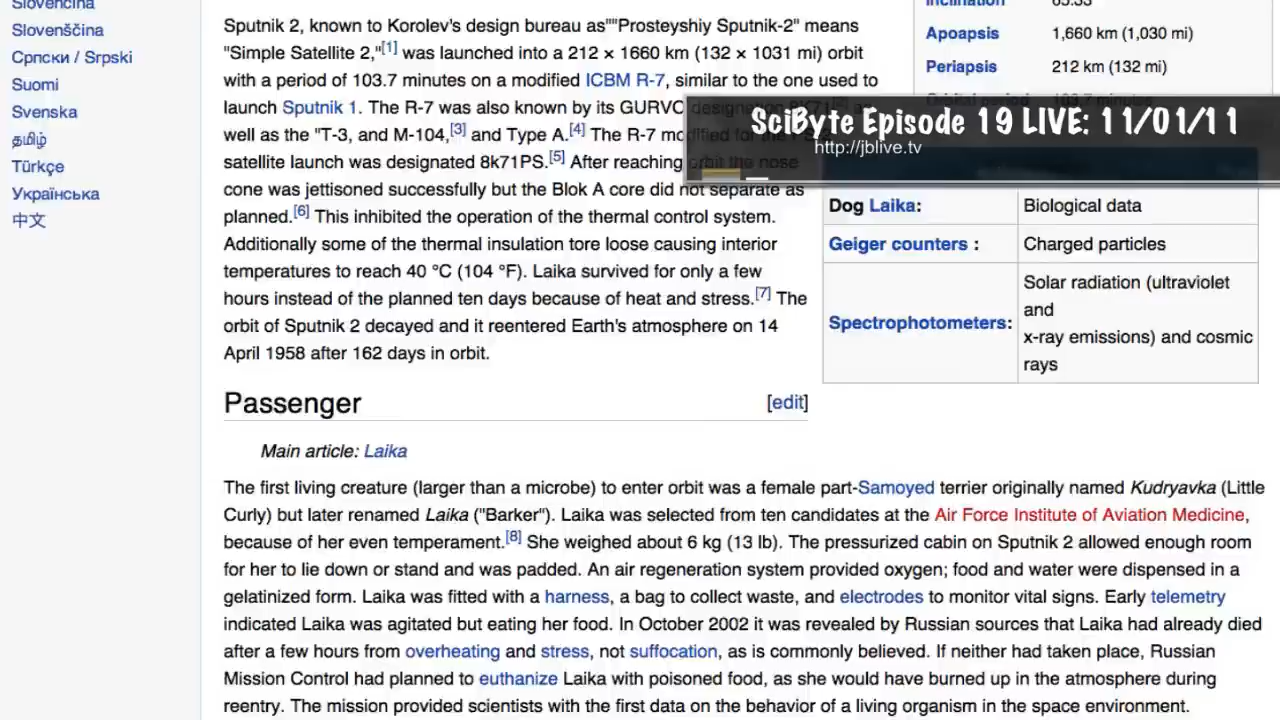 Slovenčina
Slovenščina
Српски / Srpski
Suomi
Svenska
தமிழ்
Türkçe
Українська
中文
Sputnik 2, known to Korolev's design bureau as""Prosteyshiy Sputnik-2" means
"Simple Satellite 2,"[1] was launched into a 212 × 1660 km (132 × 1031 mi) orbit
with a period of 103.7 minutes on a modified ICBM R-7, similar to the one used to
launch Sputnik 1. The R-7 was also known by its GURVO designation 8K71[2] as
well as the "T-3, and M-104,[3] and Type A.[4] The R-7 modified for the PS-2
satellite launch was designated 8k71PS.[5] After reaching orbit the nose
cone was jettisoned successfully but the Blok A core did not separate as
planned.[6] This inhibited the operation of the thermal control system.
Additionally some of the thermal insulation tore loose causing interior
temperatures to reach 40 °C (104 °F). Laika survived for only a few
hours instead of the planned ten days because of heat and stress.[7] The
orbit of Sputnik 2 decayed and it reentered Earth's atmosphere on 14
April 1958 after 162 days in orbit.
Inclination 65.33°
Apoapsis 1,660 km (1,030 mi)
Periapsis 212 km (132 mi)
Orbital period 103.7 minutes
SciByte Episode 19 LIVE: 11/01/11
http://jblive.tv
Dog Laika: Biological data
Geiger counters : Charged particles
Spectrophotometers: Solar radiation (ultraviolet
and
x-ray emissions) and cosmic
rays
Passenger [edit]
Main article: Laika
The first living creature (larger than a microbe) to enter orbit was a female part-Samoyed terrier originally named Kudryavka (Little
Curly) but later renamed Laika ("Barker"). Laika was selected from ten candidates at the Air Force Institute of Aviation Medicine,
because of her even temperament.[8] She weighed about 6 kg (13 lb). The pressurized cabin on Sputnik 2 allowed enough room
for her to lie down or stand and was padded. An air regeneration system provided oxygen; food and water were dispensed in a
gelatinized form. Laika was fitted with a harness, a bag to collect waste, and electrodes to monitor vital signs. Early telemetry
indicated Laika was agitated but eating her food. In October 2002 it was revealed by Russian sources that Laika had already died
after a few hours from overheating and stress, not suffocation, as is commonly believed. If neither had taken place, Russian
Mission Control had planned to euthanize Laika with poisoned food, as she would have burned up in the atmosphere during
reentry. The mission provided scientists with the first data on the behavior of a living organism in the space environment.